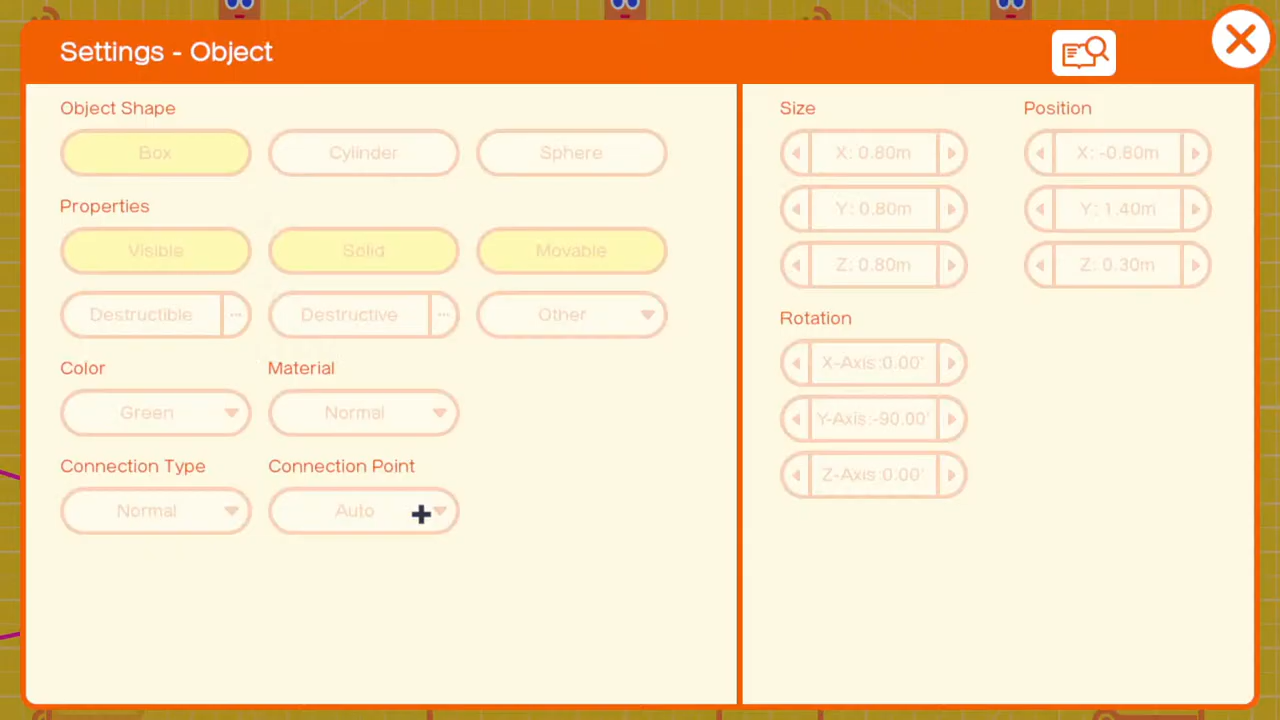 Settings - Object
Object Shape
Box
Cylinder
Sphere
Properties
Visible
Solid
Movable
Destructible ...
Destructive ...
Other
Color
Material
Green
Normal
Connection Type
Connection Point
Normal
Auto
Size
Position
X: 0.80m
X: -0.80m
Y: 0.80m
Y: 1.40m
Z: 0.80m
Z: 0.30m
Rotation
X-Axis:0.00°
Y-Axis:-90.00°
Z-Axis:0.00°